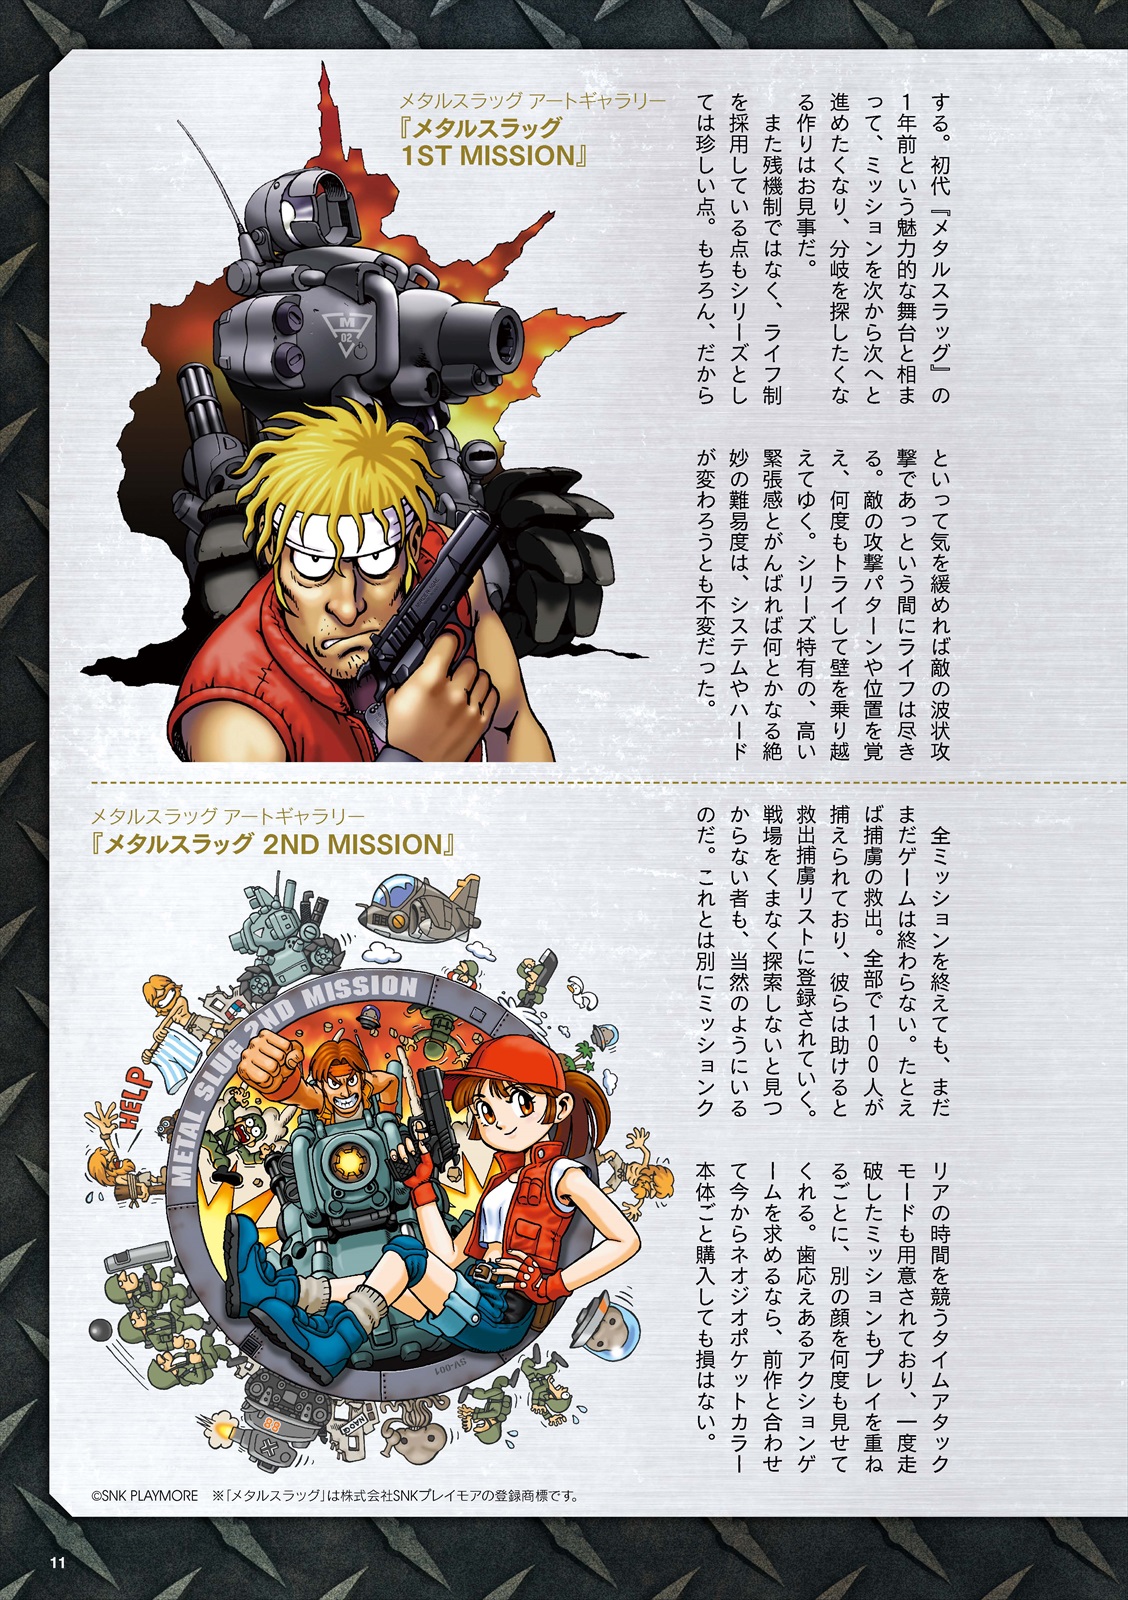 する。初代『メタルスラッグ』の
1年前という魅力的な舞台と相ま
って、ミッションを次から次へと
進めたくなり、分岐を探したくな
る作りはお見事だ。
また残機制ではなく、ライフ制
を採用している点もシリーズとし
ては珍しい点。もちろん、だから
といって気を緩めれば敵の波状攻
撃であっという間にライフは尽き
る。敵の攻撃パターンや位置を覚
え、何度もトライして壁を乗り越
えてゆく。シリーズ特有の、高い
緊張感とがんばれば何とかなる絶
妙の難易度は、システムやハード
が変わろうとも不変だった。
メタルスラッグ アートギャラリー
『メタルスラッグ
1ST MISSION』
M
02
全ミッションを終えても、まだ
まだゲームは終わらない。たとえ
ば捕虜の救出。全部で100人が
捕えられており、彼らは助けると
救出捕虜リストに登録されていく。
戦場をくまなく探索しないと見つ
からない者も、当然のようにいる
のだ。これとは別にミッションク
リアの時間を競うタイムアタック
モードも用意されており、一度走
破したミッションもプレイを重ね
るごとに、別の顔を何度も見せて
くれる。歯応えあるアクションゲ
ームを求めるなら、前作と合わせ
て今からネオジオポケットカラー
本体ごと購入しても損はない。
メタルスラッグ アートギャラリー
『メタルスラッグ 2ND MISSION』
METAL SLUG 2ND MISSION
HELP
SV-001
88
©SNK PLAYMORE ※「メタルスラッグ」は株式会社SNKプレイモアの登録商標です。
11